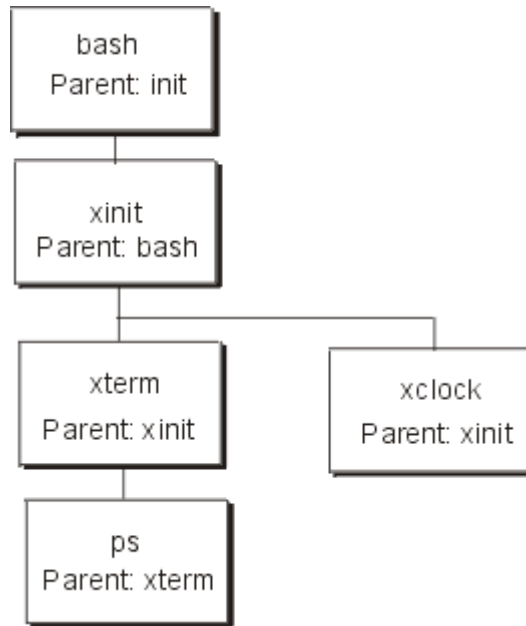 bash
Parent: init
xinit
Parent: bash
xterm
Parent: xinit
xclock
Parent: xinit
ps
Parent: xterm